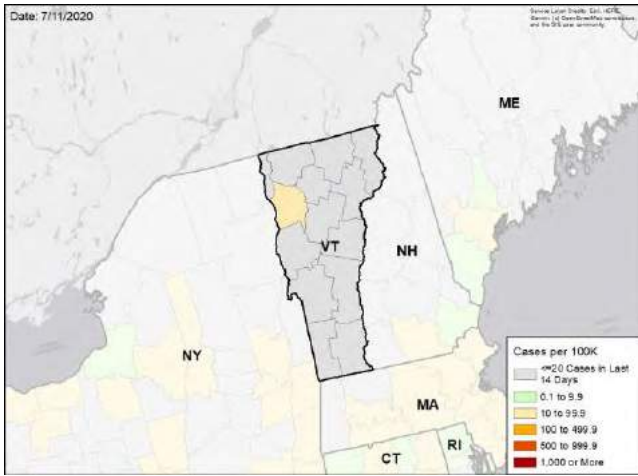 Date: 7/11/2020
ME
VT
NH
NY
MA
CT
RI
Cases per 100K
<=20 Cases in Last
14 Days
0.1 to 9.9
10 to 99.9
100 to 499.9
500 to 999.9
1,000 or More